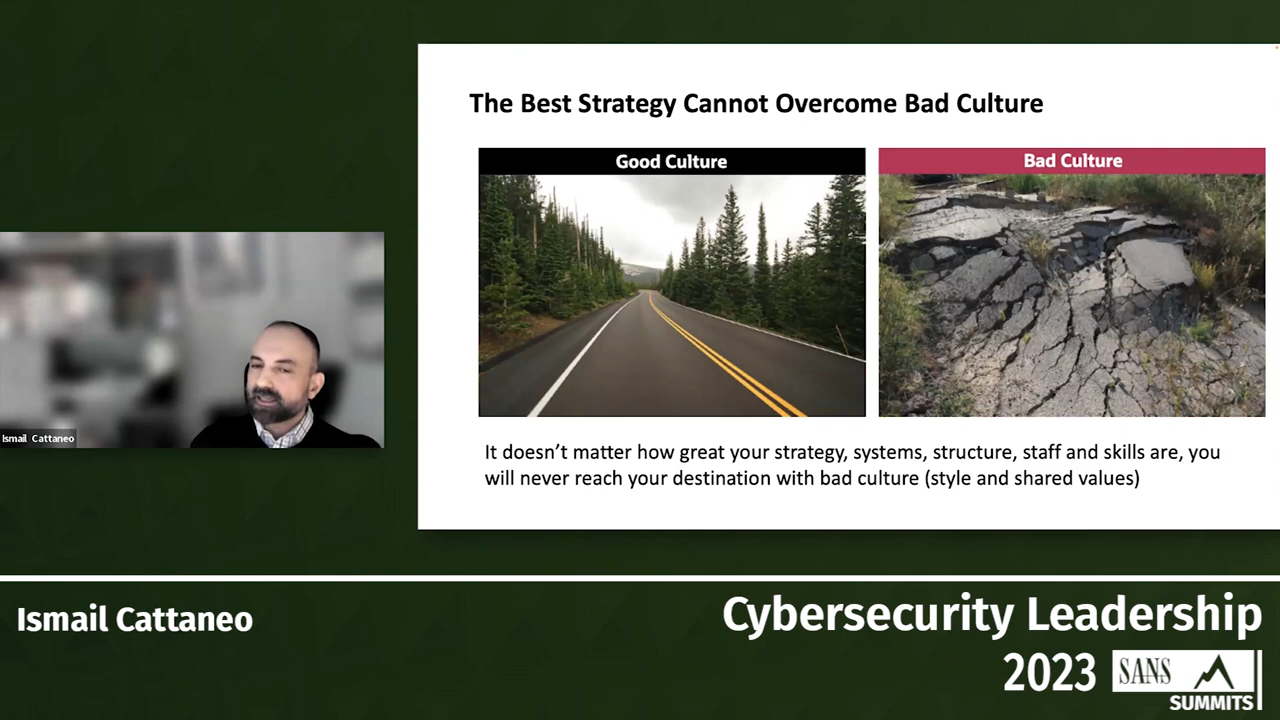 The Best Strategy Cannot Overcome Bad Culture
Good Culture
Bad Culture
It doesn’t matter how great your strategy, systems, structure, staff and skills are, you
will never reach your destination with bad culture (style and shared values)
Ismail Cattaneo
Ismail Cattaneo
Cybersecurity Leadership
2023
SANS
SUMMITS